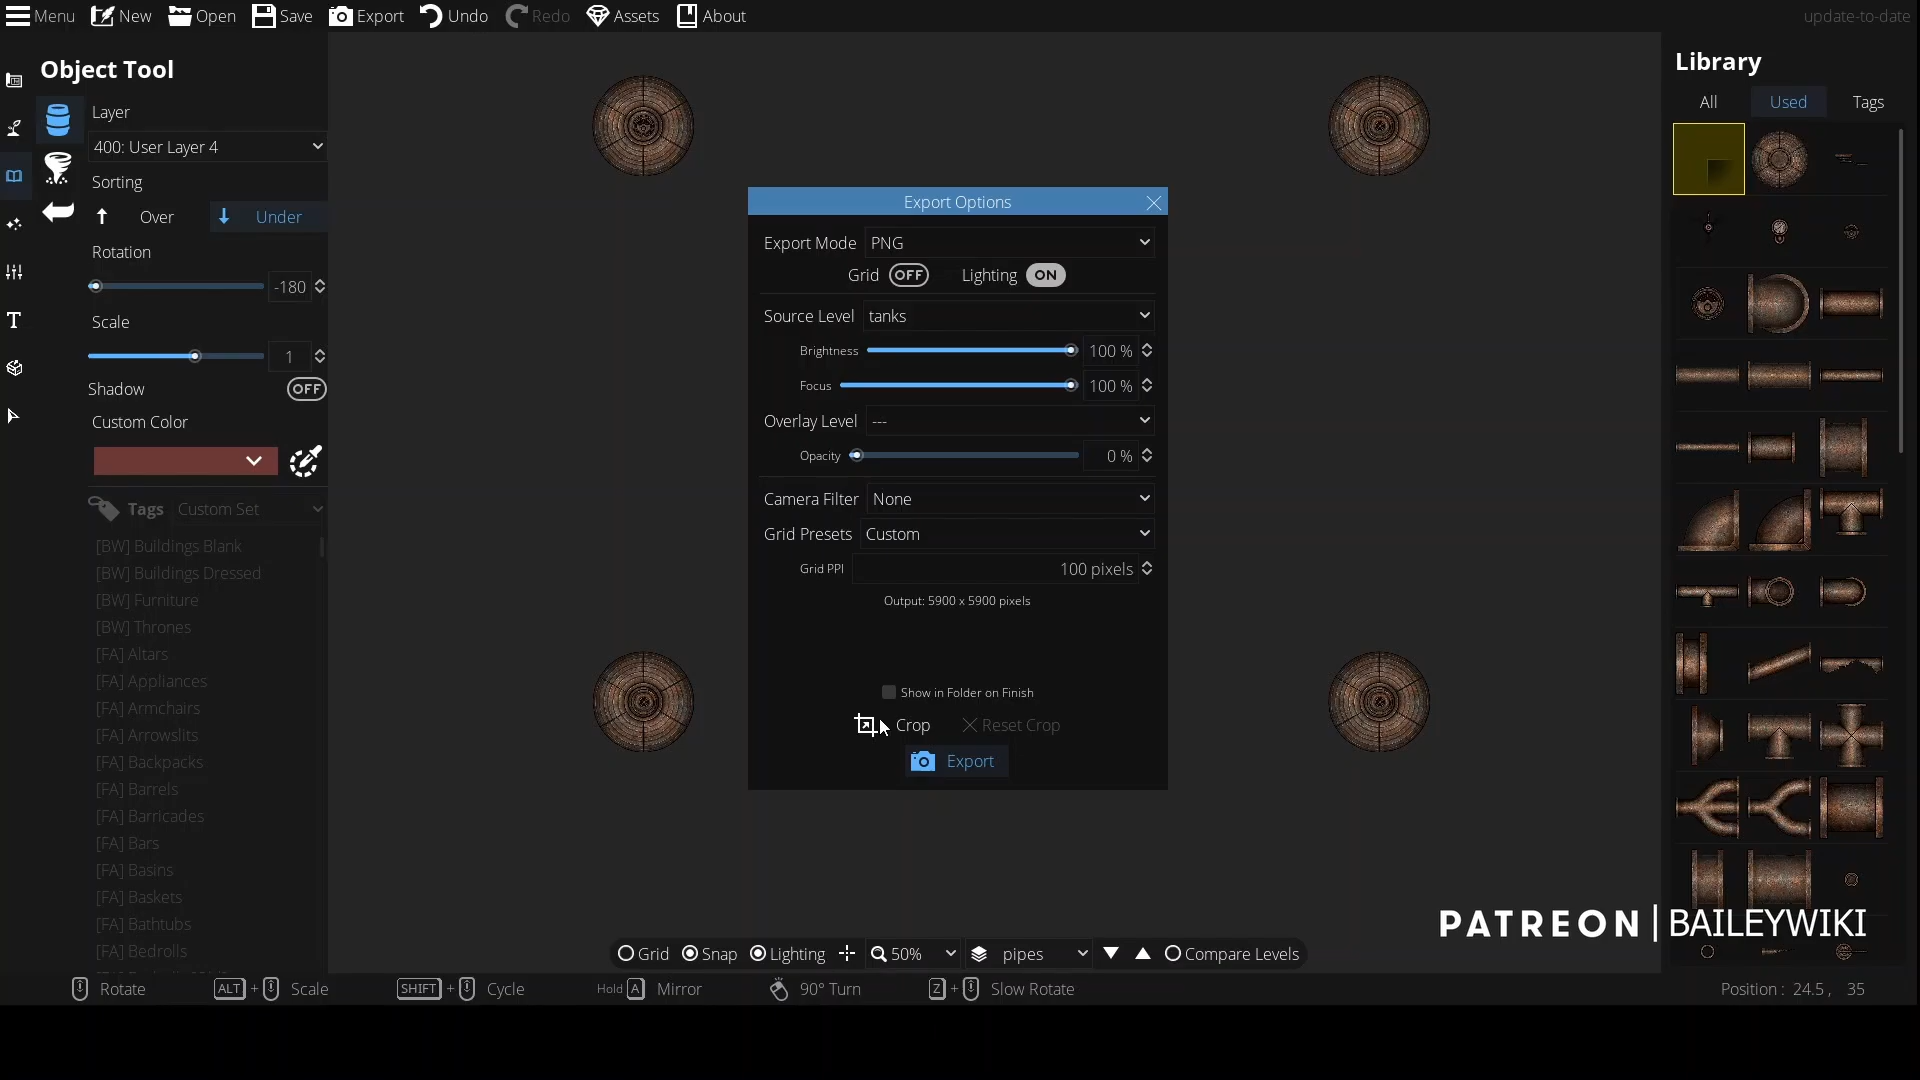 Menu New Open Save Export Undo Redo Assets About update-to-date
Object Tool
Layer
400: User Layer 4
Sorting
Over Under
Rotation
-180
Scale
1
Shadow OFF
Custom Color
Tags Custom Set
[BW] Buildings Blank
[BW] Buildings Dressed
[BW] Furniture
[BW] Thrones
[FA] Altars
[FA] Appliances
[FA] Armchairs
[FA] Arrowslits
[FA] Backpacks
[FA] Barrels
[FA] Barricades
[FA] Bars
[FA] Basins
[FA] Baskets
[FA] Bathtubs
[FA] Bedrolls
Export Options
Export Mode PNG
Grid OFF Lighting ON
Source Level tanks
Brightness 100 %
Focus 100 %
Overlay Level ---
Opacity 0 %
Camera Filter None
Grid Presets Custom
Grid PPI 100 pixels
Output: 5900 x 5900 pixels
Show in Folder on Finish
Crop Reset Crop
Export
Library
All Used Tags
PATREON | BAILEYWIKI
Grid Snap Lighting 50% pipes Compare Levels
Rotate ALT + Scale SHIFT + Cycle Hold A Mirror 90° Turn Z + Slow Rotate Position : 24.5 , 35